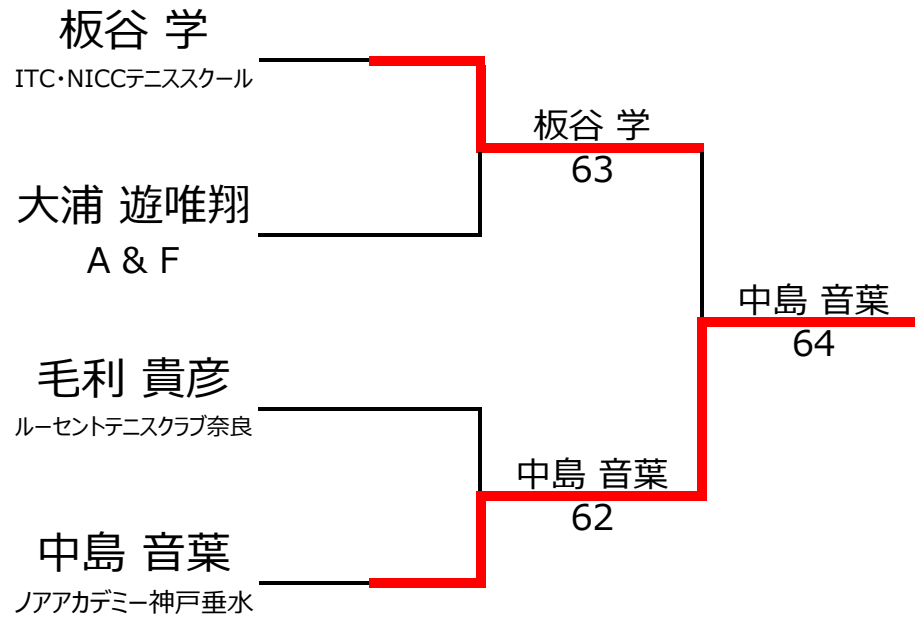 板谷 学
ITC・NICCテニススクール
大浦 遊唯翔
A & F
毛利 貴彦
ルーセントテニスクラブ奈良
中島 音葉
ノアアカデミー神戸垂水
板谷 学
63
中島 音葉
62
中島 音葉
64